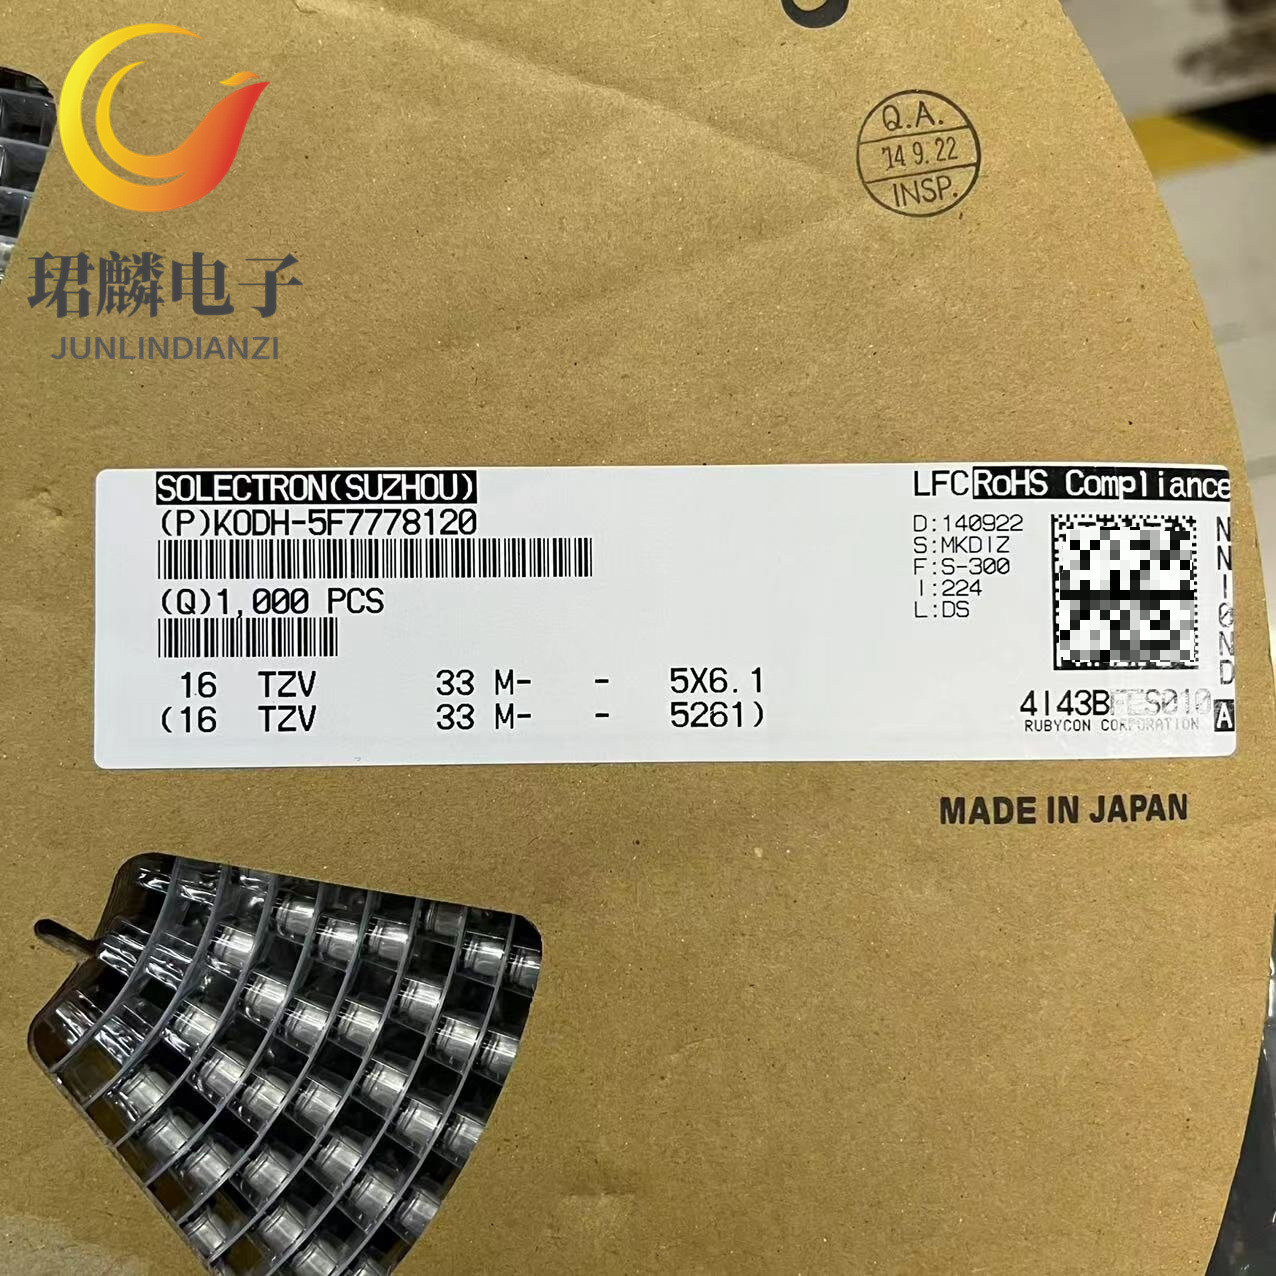 珺麟电子
JUNLINDIANZI
Q.A.
'14 9.22
INSP.
SOLECTRON(SUZHOU)
(P)KODH-5F7778120
(Q)1,000 PCS
16 TZV 33 M- - 5X6.1
(16 TZV 33 M- - 5261)
LFC RoHS Compliance
D:140922
S:MKDIZ
F:S-300
I:224
L:DS
NNI0ND
A
4I43BFES010
RUBYCON CORPORATION
MADE IN JAPAN